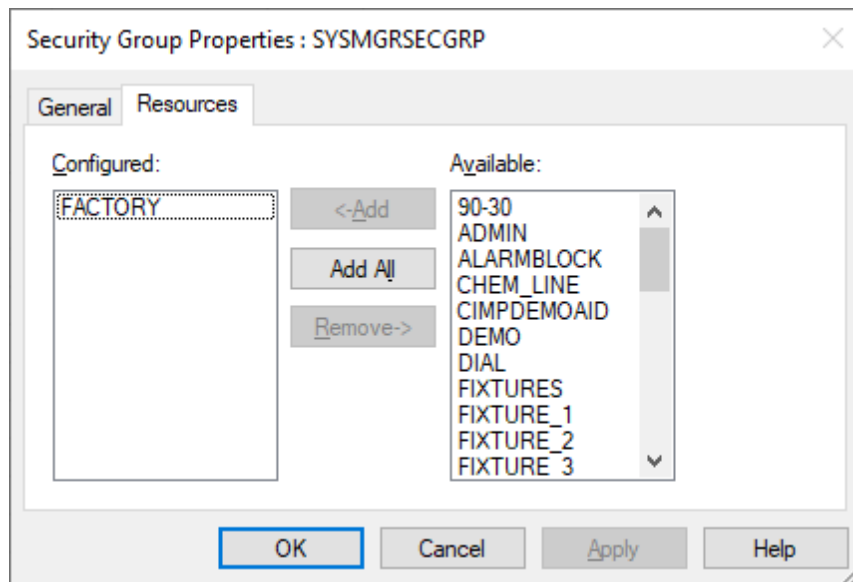 Security Group Properties : SYSMGRSECGRP
General
Resources
Configured:
FACTORY
<-Add
Add All
Remove->
Available:
90-30
ADMIN
ALARMBLOCK
CHEM_LINE
CIMPDEMOAID
DEMO
DIAL
FIXTURES
FIXTURE_1
FIXTURE_2
FIXTURE_3
OK
Cancel
Apply
Help